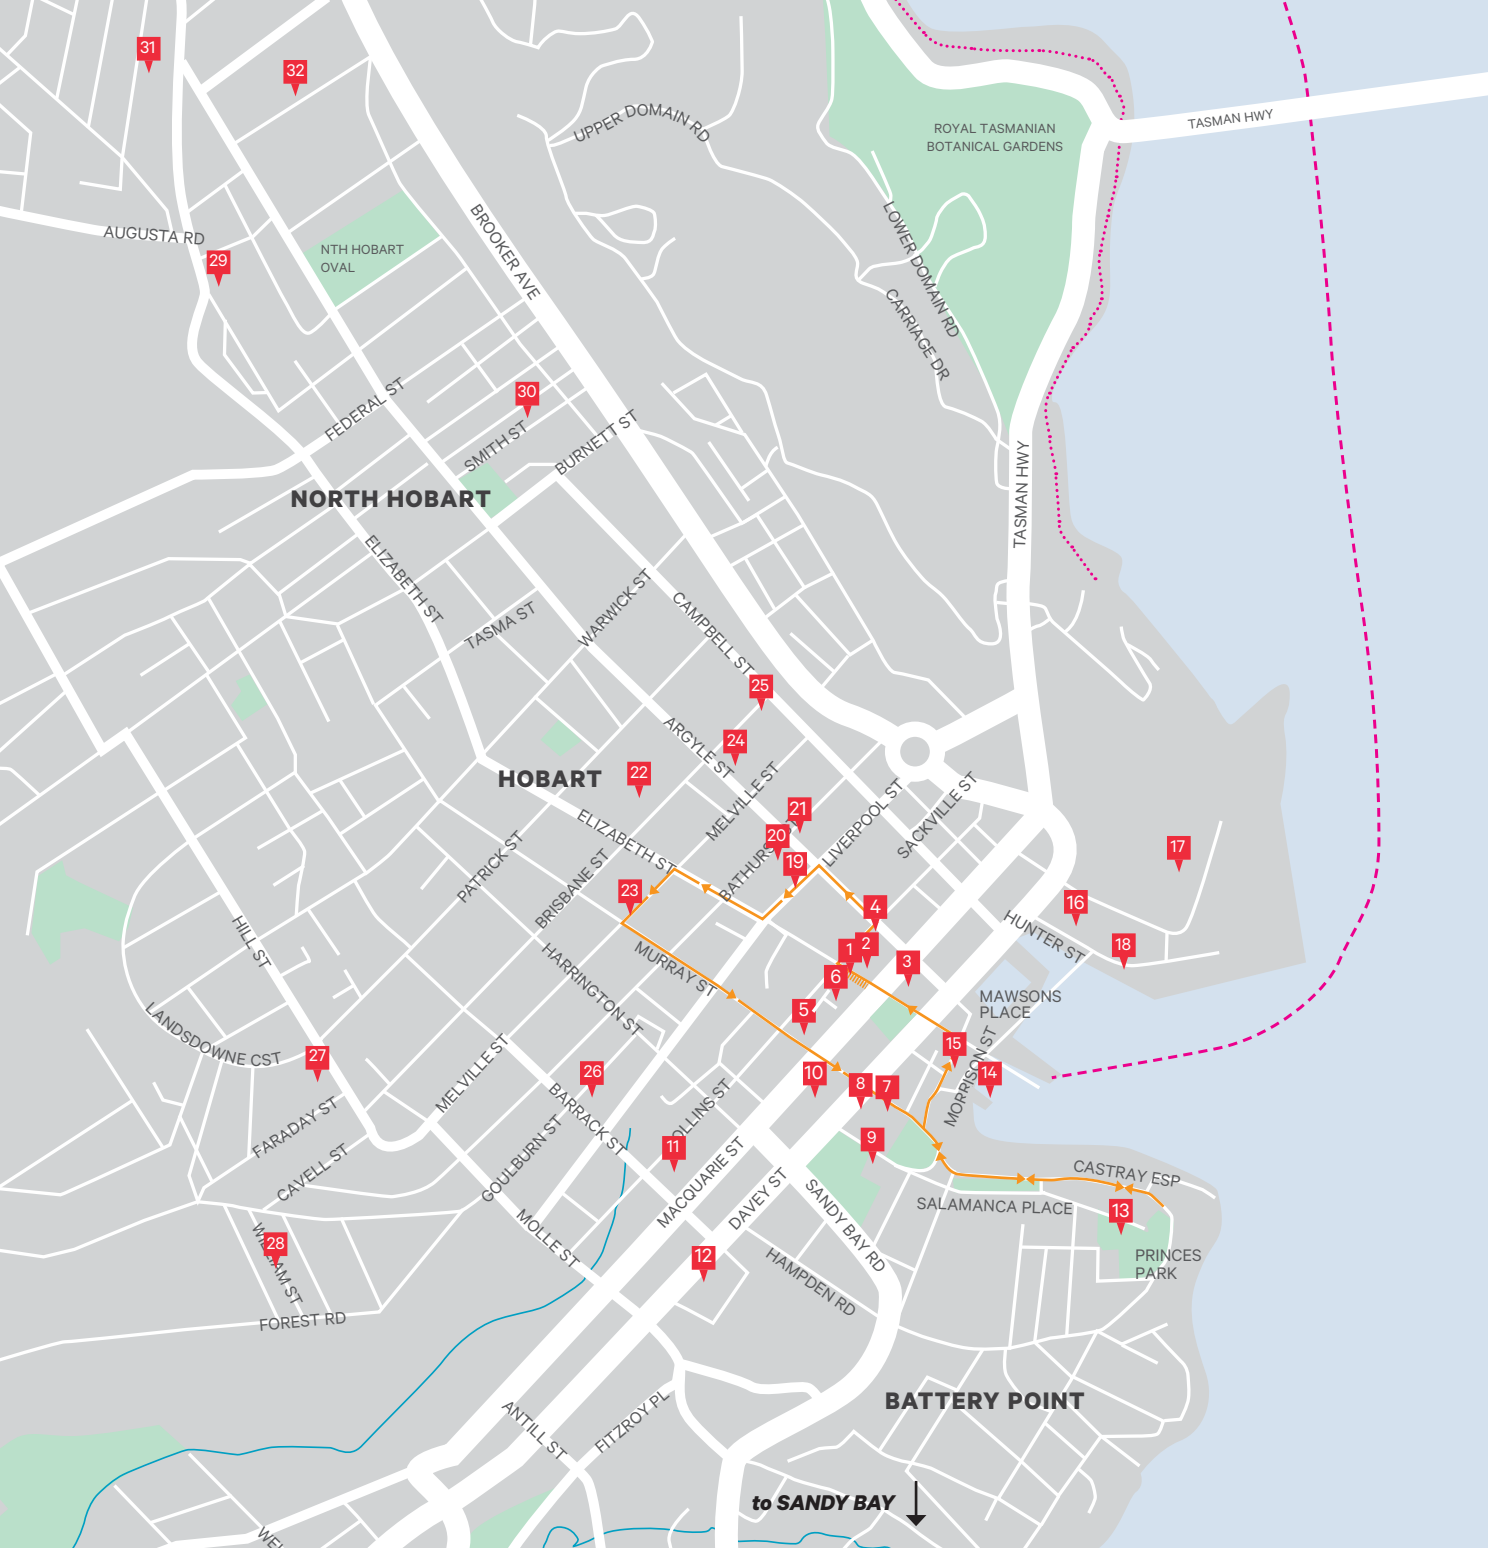 31
32
UPPER DOMAIN RD
ROYAL TASMANIAN
BOTANICAL GARDENS
TASMAN HWY
AUGUSTA RD
29
NTH HOBART
OVAL
BROOKER AVE
LOWER DOMAIN RD
CARRIAGE DR
FEDERAL ST
30
SMITH ST
BURNETT ST
NORTH HOBART
TASMAN HWY
ELIZABETH ST
TASMA ST
WARWICK ST
CAMPBELL ST
25
ARGYLE ST
24
HOBART
22
MELVILLE ST
21
20
19
LIVERPOOL ST
SACKVILLE ST
17
ELIZABETH ST
PATRICK ST
BRISBANE ST
23
4
16
HUNTER ST
18
1
2
3
6
HILL ST
HARRINGTON ST
MURRAY ST
5
MAWSONS
PLACE
LANDSDOWNE CST
27
MELVILLE ST
26
BARRACK ST
10
8
7
15
14
MORRISON ST
FARADAY ST
CAVELL ST
GOULBURN ST
11
9
MACQUARIE ST
DAVEY ST
SANDY BAY RD
CASTRAY ESP
SALAMANCA PLACE
13
PRINCES
PARK
28
MOLLE ST
12
HAMPDEN RD
FOREST RD
ANTILL ST
FITZROY PL
BATTERY POINT
to SANDY BAY